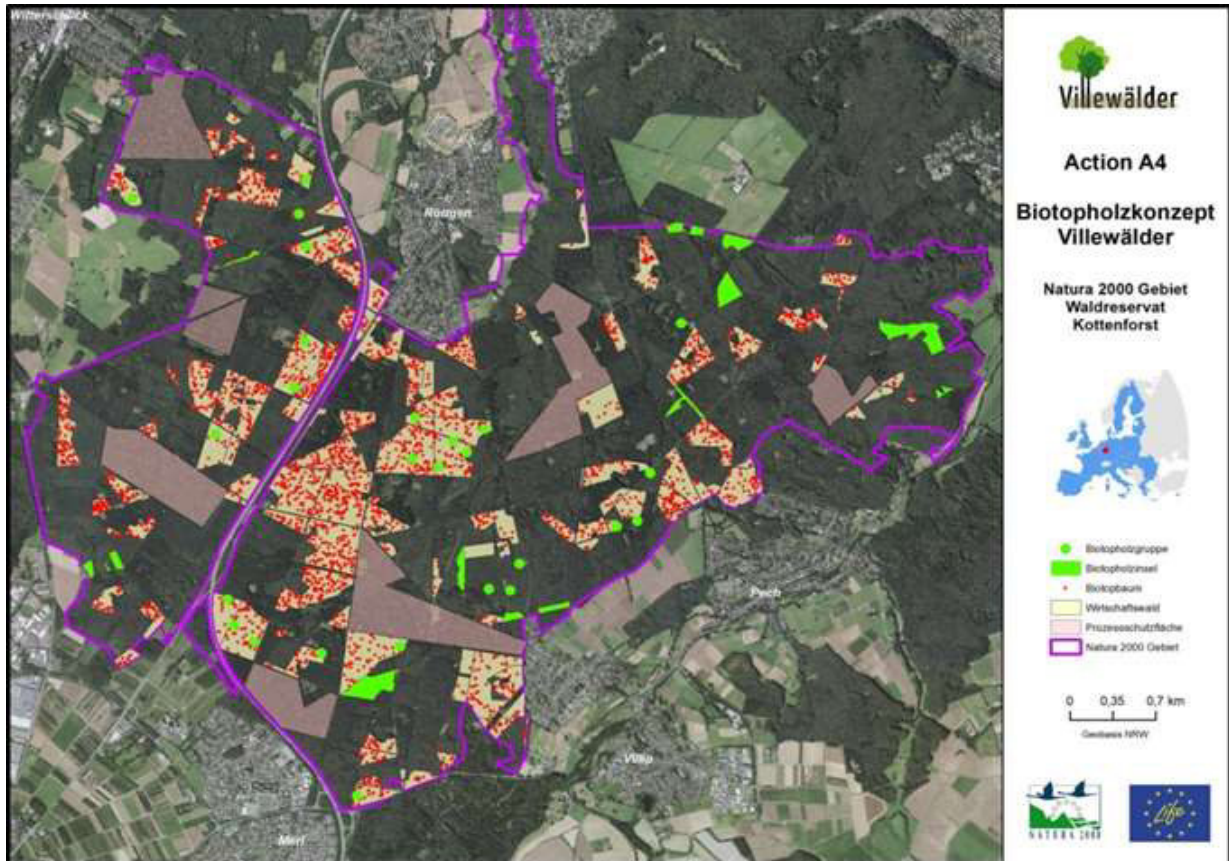 Witterschlick
Röttgen
Pech
Villip
Merl
Villewälder
Action A4
Biotopholzkonzept
Villewälder
Natura 2000 Gebiet
Waldreservat
Kottenforst
Biotopholzgruppe
Biotopholzinsel
Biotopbaum
Wirtschaftswald
Prozessschutzfläche
Natura 2000 Gebiet
0 0,35 0,7 km
Geobasis NRW
NATURA 2000
Life